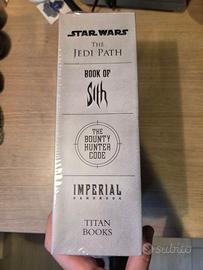 STAR WARS
THE
JEDI PATH
BOOK OF
Sith
THE
BOUNTY
HUNTER
CODE
IMPERIAL
HANDBOOK
TITAN
BOOKS
subito